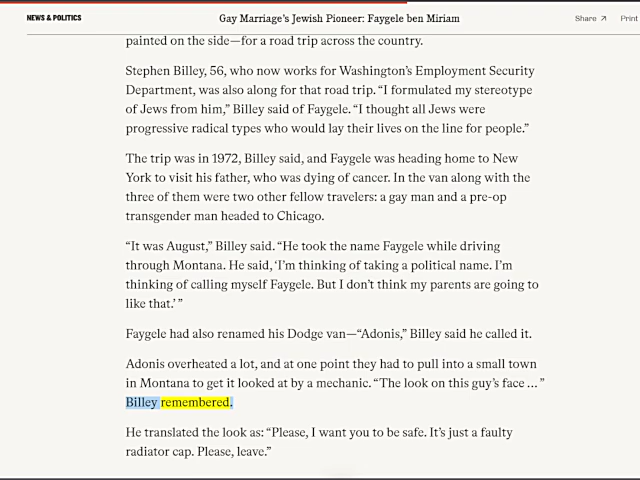 NEWS & POLITICS
Gay Marriage’s Jewish Pioneer: Faygele ben Miriam
Share ↗ Print
painted on the side—for a road trip across the country.
Stephen Billey, 56, who now works for Washington’s Employment Security
Department, was also along for that road trip. “I formulated my stereotype
of Jews from him,” Billey said of Faygele. “I thought all Jews were
progressive radical types who would lay their lives on the line for people.”
The trip was in 1972, Billey said, and Faygele was heading home to New
York to visit his father, who was dying of cancer. In the van along with the
three of them were two other fellow travelers: a gay man and a pre-op
transgender man headed to Chicago.
“It was August,” Billey said. “He took the name Faygele while driving
through Montana. He said, ‘I’m thinking of taking a political name. I’m
thinking of calling myself Faygele. But I don’t think my parents are going to
like that.’ ”
Faygele had also renamed his Dodge van—“Adonis,” Billey said he called it.
Adonis overheated a lot, and at one point they had to pull into a small town
in Montana to get it looked at by a mechanic. “The look on this guy’s face … ”
Billey remembered.
He translated the look as: “Please, I want you to be safe. It’s just a faulty
radiator cap. Please, leave.”